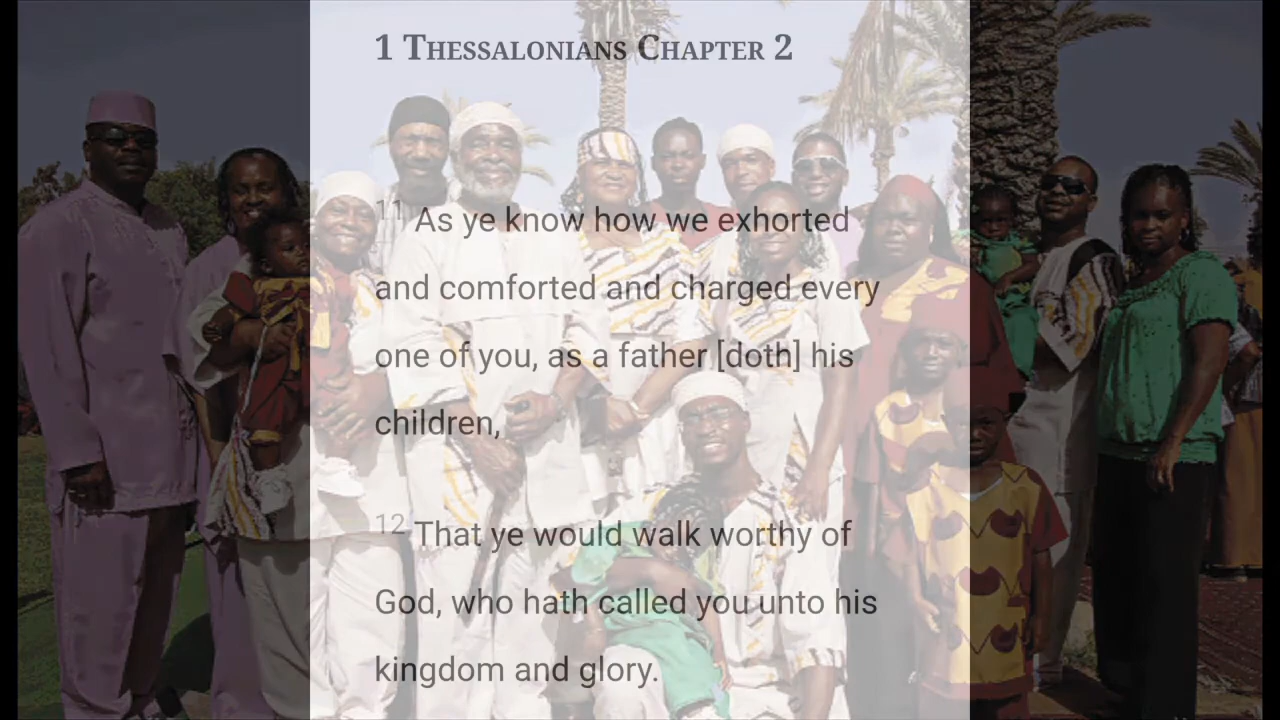 1 Thessalonians Chapter 2
11 As ye know how we exhorted
and comforted and charged every
one of you, as a father [doth] his
children,
12 That ye would walk worthy of
God, who hath called you unto his
kingdom and glory.